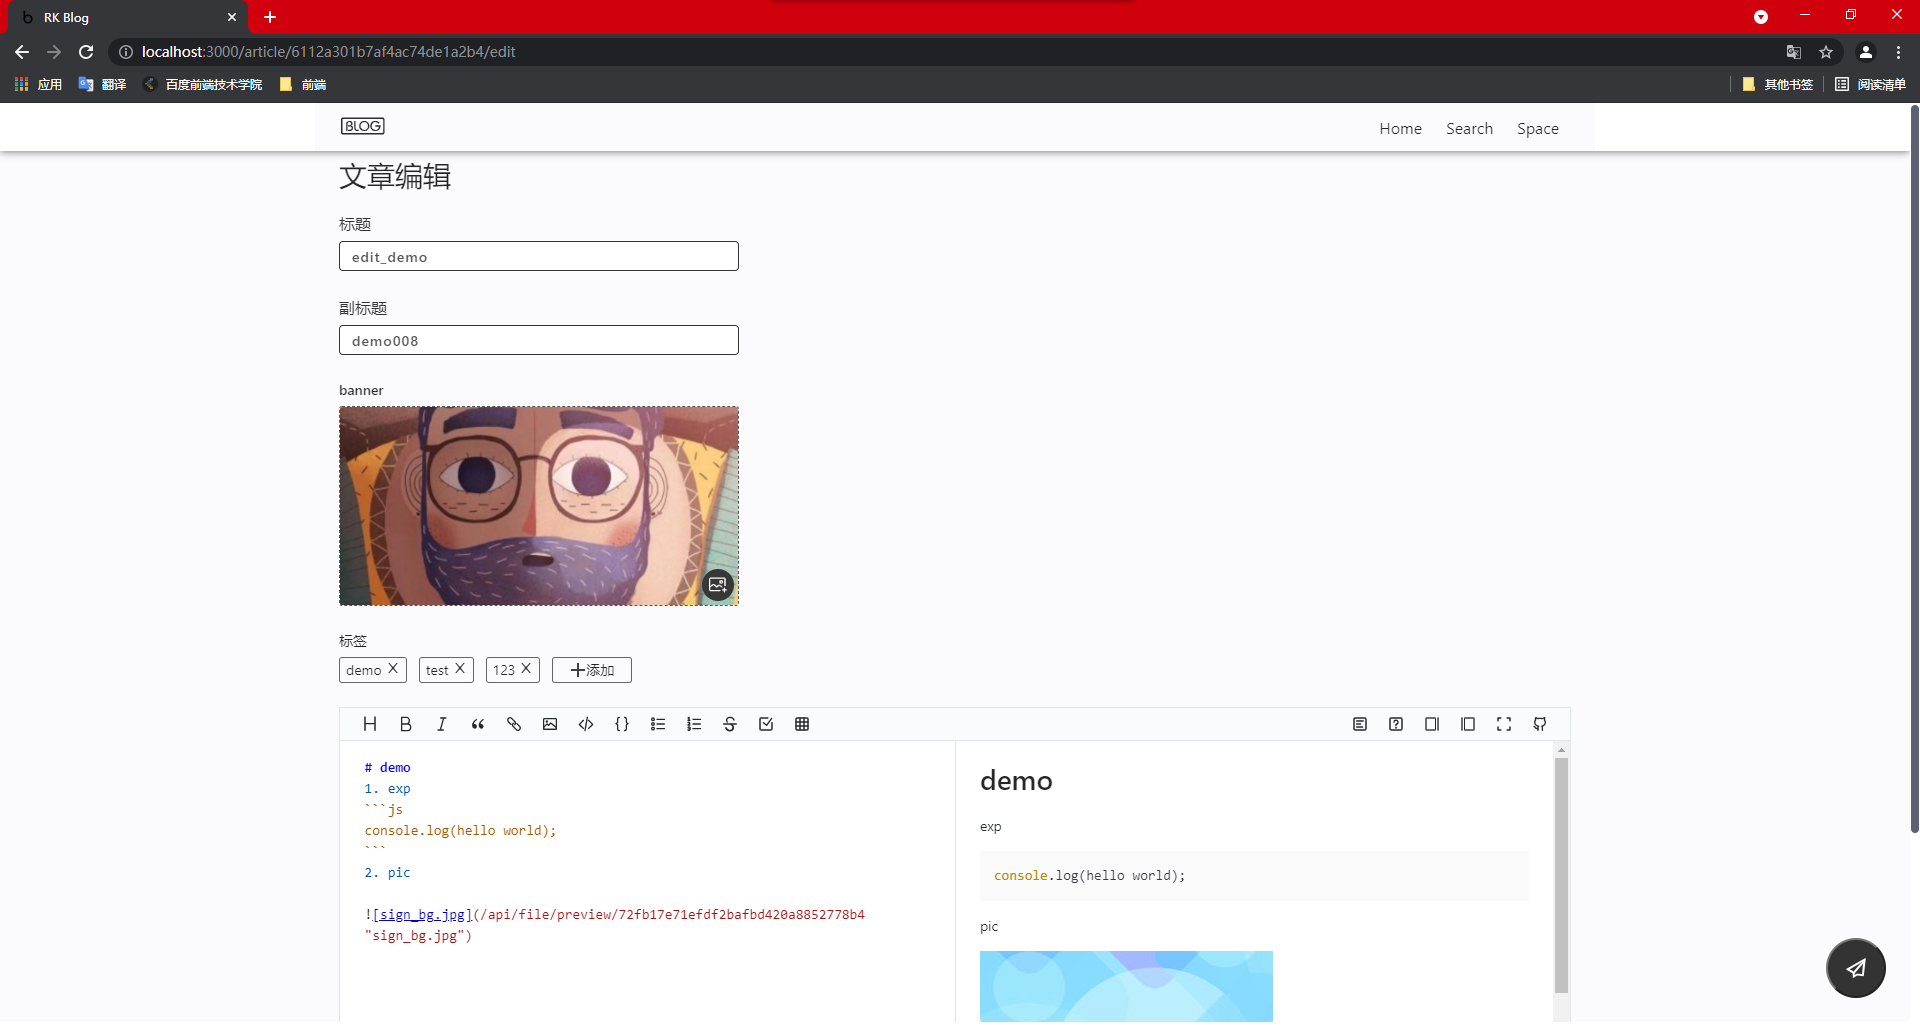 RK Blog
localhost:3000/article/6112a301b7af4ac74de1a2b4/edit
应用 翻译 百度前端技术学院 前端 其他书签 阅读清单
BLOG Home Search Space
文章编辑
标题
edit_demo
副标题
demo008
banner
标签
demo X test X 123 X 添加
# demo
1. exp
```js
console.log(hello world);
```
2. pic
![sign_bg.jpg](/api/file/preview/72fb17e71efdf2bafbd420a8852778b4
"sign_bg.jpg")
demo
exp
console.log(hello world);
pic